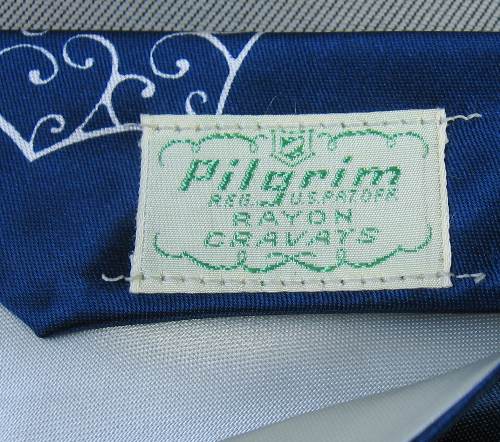 Pilgrim
REG. U.S. PAT. OFF.
RAYON
CRAVATS